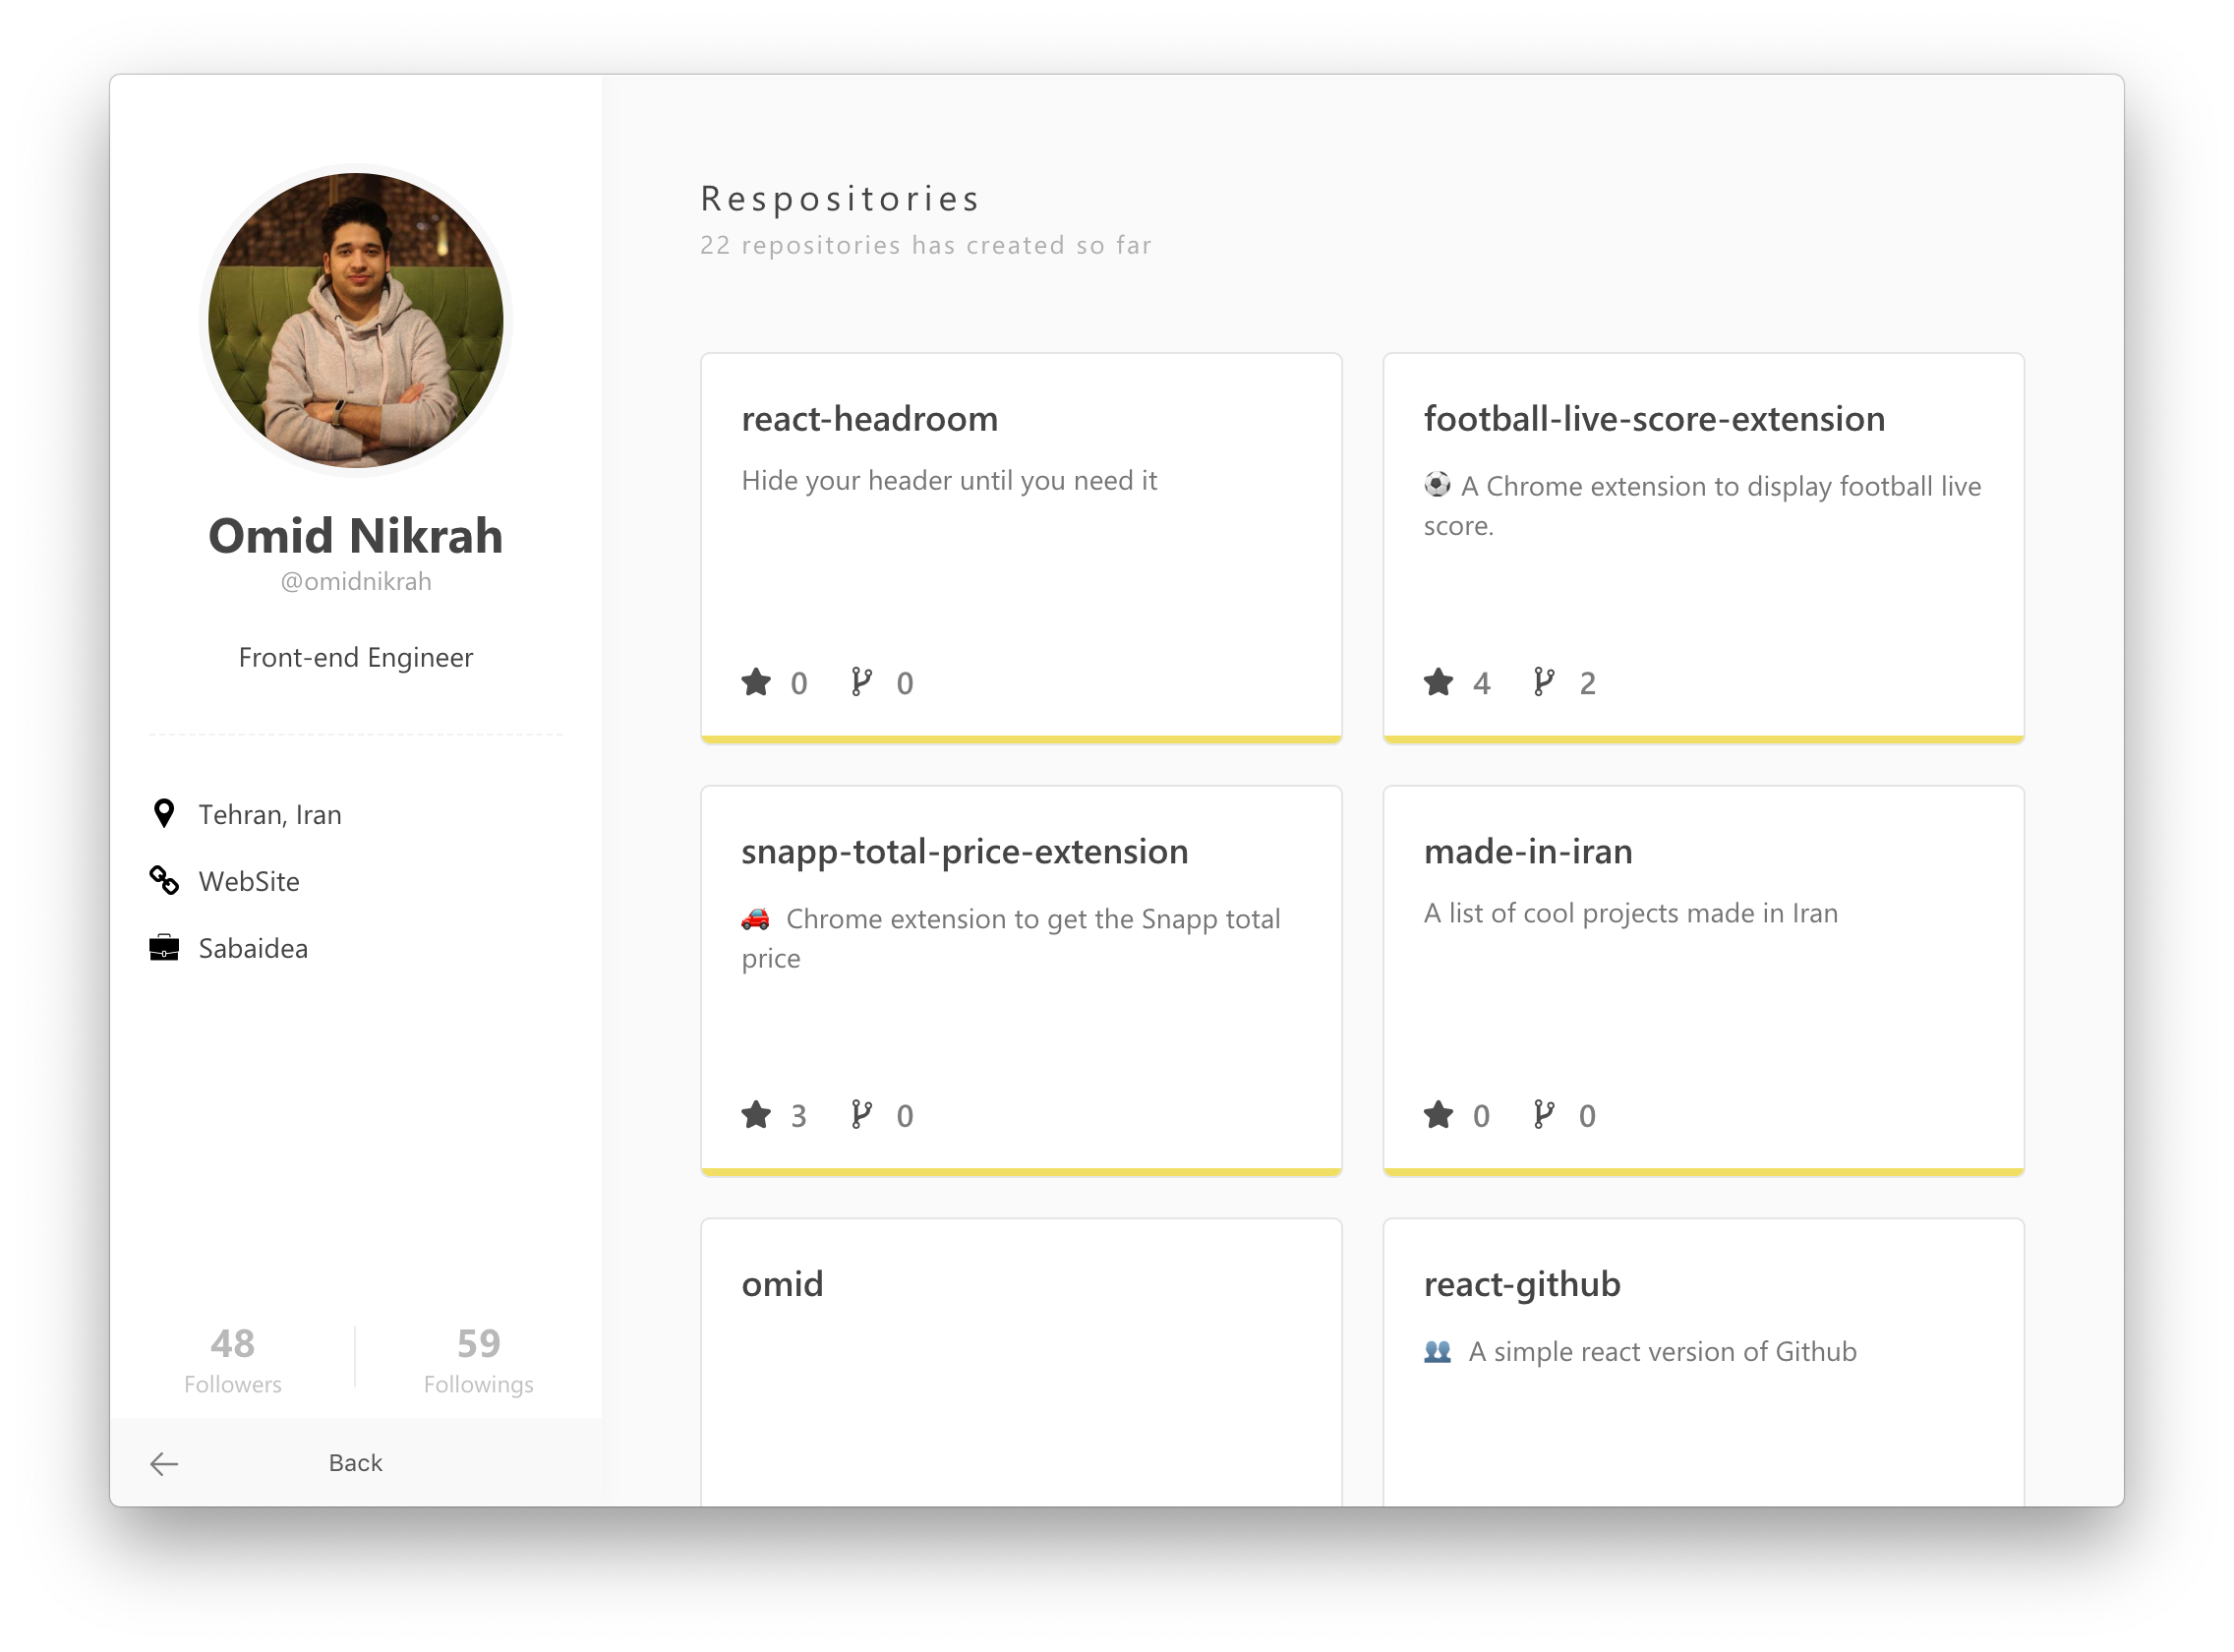 Omid Nikrah
@omidnikrah
Front-end Engineer
Tehran, Iran
WebSite
Sabaidea
48
Followers
59
Followings
Back
Respositories
22 repositories has created so far
react-headroom
Hide your header until you need it
0 0
football-live-score-extension
⚽ A Chrome extension to display football live
score.
4 2
snapp-total-price-extension
🚗 Chrome extension to get the Snapp total
price
3 0
made-in-iran
A list of cool projects made in Iran
0 0
omid
react-github
👥 A simple react version of Github